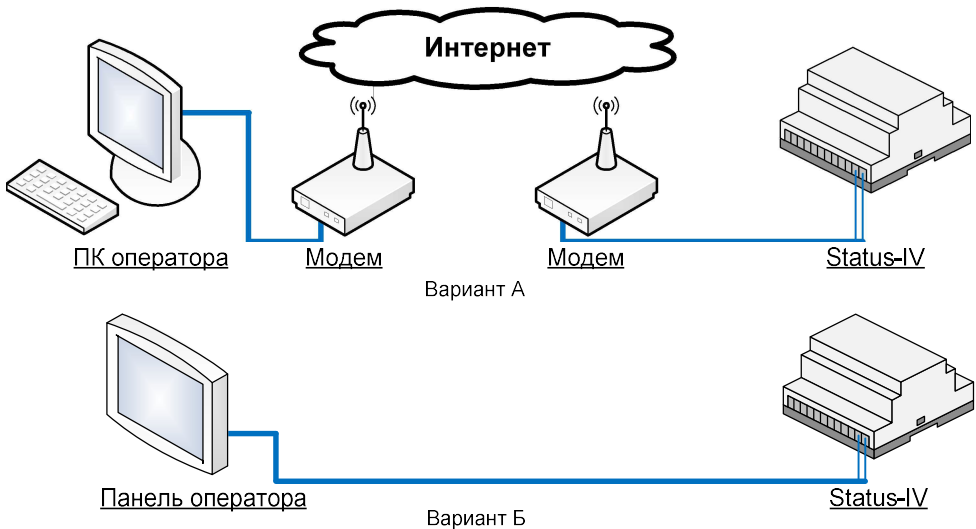 Интернет
ПК оператора
Модем
Модем
Status-IV
Вариант А
Панель оператора
Status-IV
Вариант Б